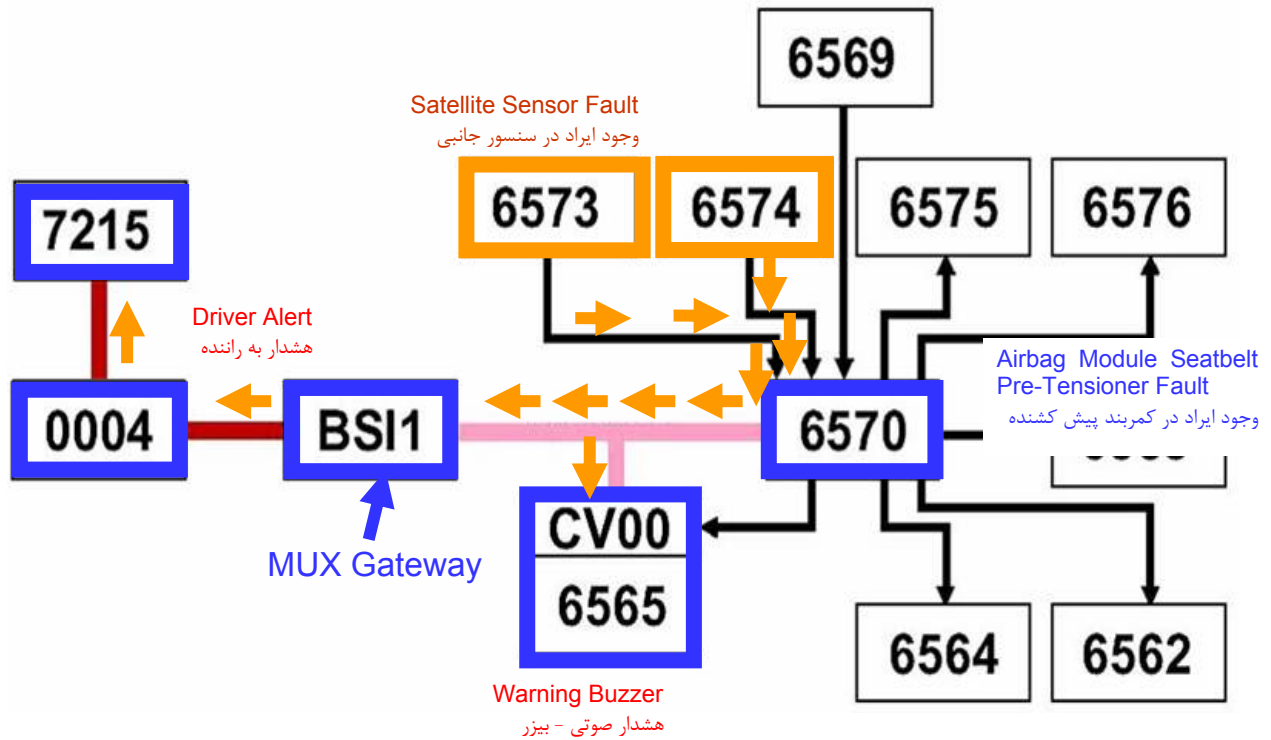 6569
Satellite Sensor Fault
وجود ایراد در سنسور جانبی
6573
6574
6575
6576
7215
Driver Alert
هشدار به راننده
Airbag Module Seatbelt
Pre-Tensioner Fault
وجود ایراد در کمربند پیش کشنده
0004
BSI1
6570
MUX Gateway
CV00
6565
6564
6562
Warning Buzzer
هشدار صوتی - بیزر